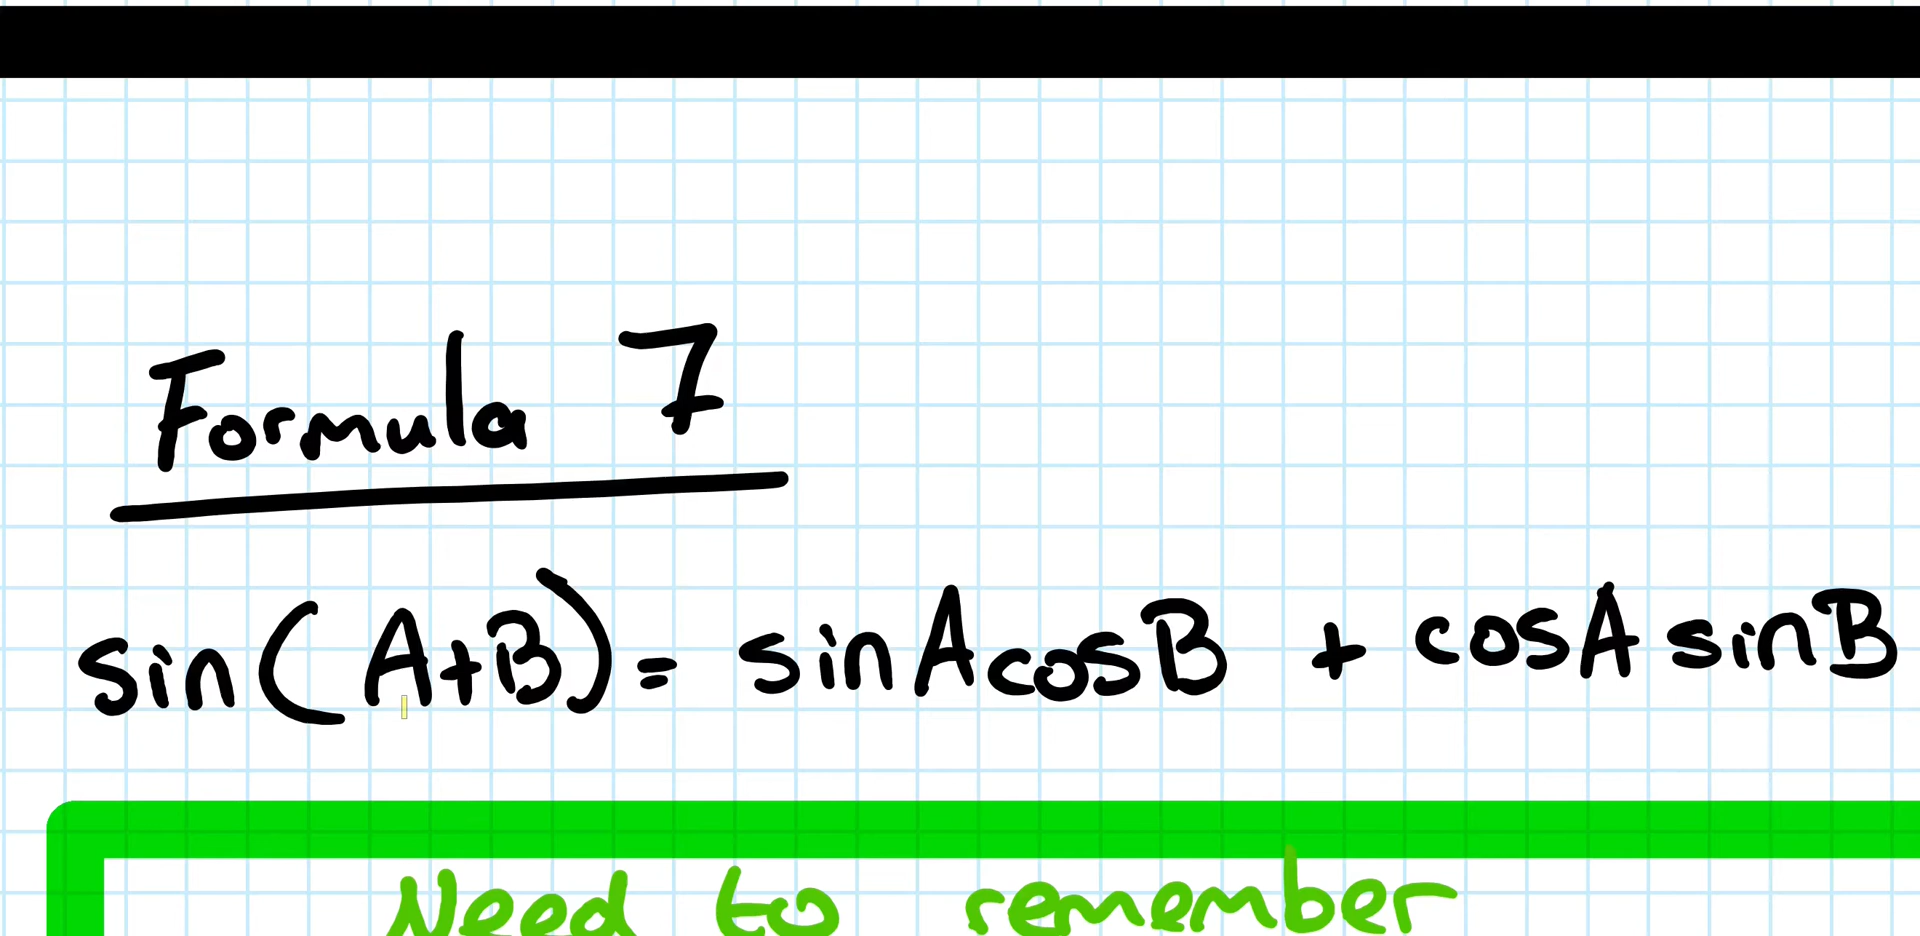 Formula 7
sin(A+B)= sinAcosB + cosAsinB
Need to remember